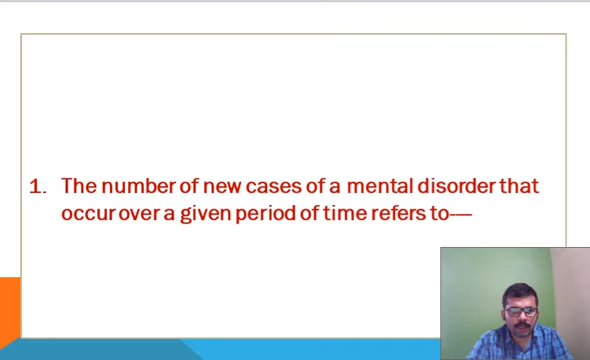 1. The number of new cases of a mental disorder that
occur over a given period of time refers to-—